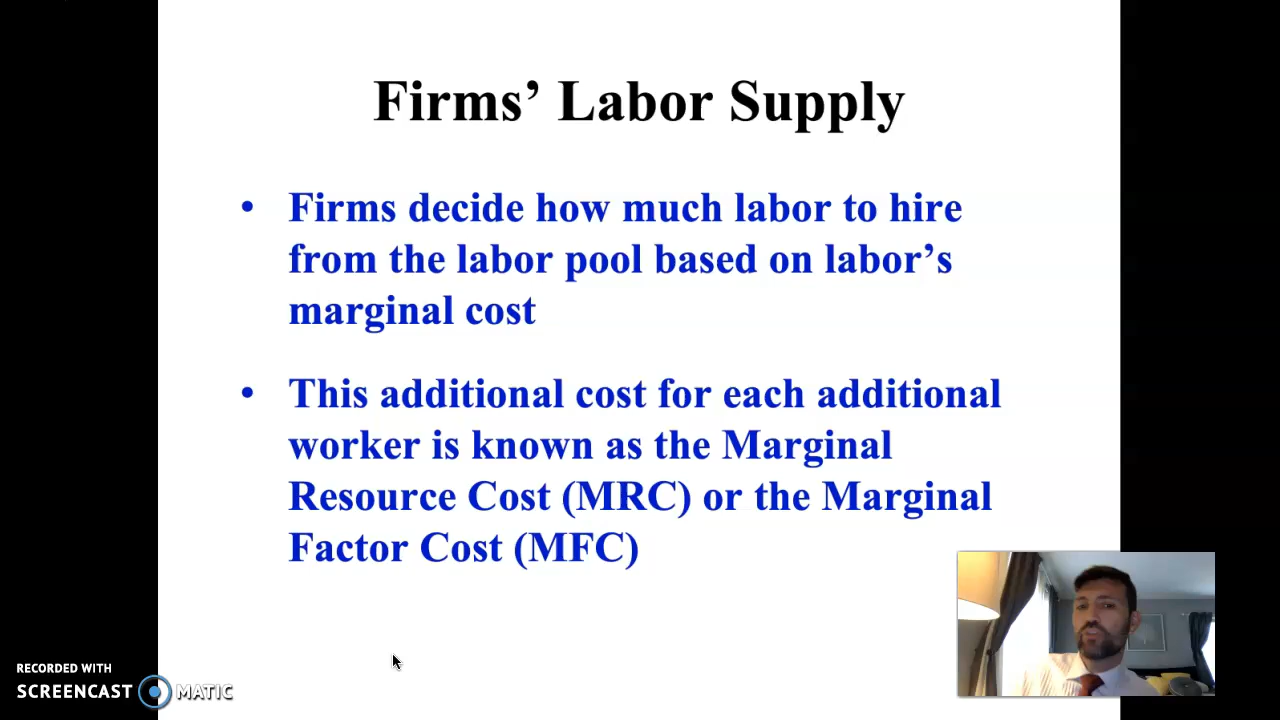 Firms’ Labor Supply
• Firms decide how much labor to hire
from the labor pool based on labor’s
marginal cost
• This additional cost for each additional
worker is known as the Marginal
Resource Cost (MRC) or the Marginal
Factor Cost (MFC)
RECORDED WITH
SCREENCAST MATIC